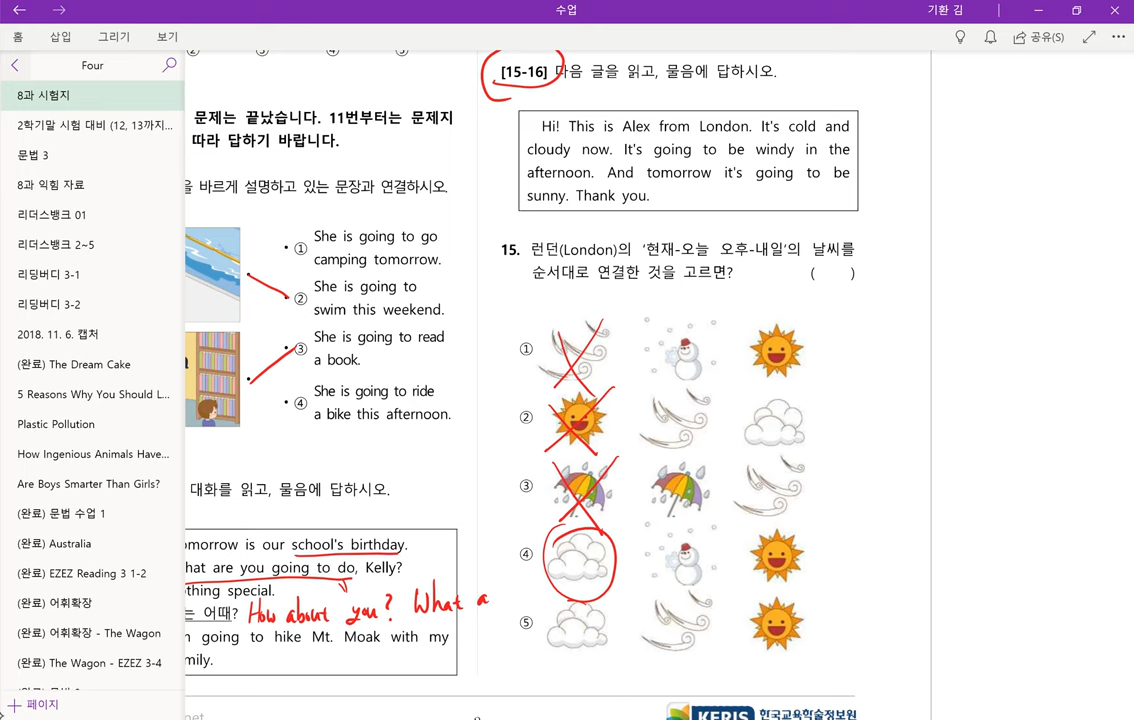 수업
기환 김
홈 삽입 그리기 보기
공유(S)
Four
8과 시험지
2학기말 시험 대비 (12, 13까지...
문법 3
8과 익힘 자료
리더스뱅크 01
리더스뱅크 2~5
리딩버디 3-1
리딩버디 3-2
2018. 11. 6. 캡처
(완료) The Dream Cake
5 Reasons Why You Should L...
Plastic Pollution
How Ingenious Animals Have...
Are Boys Smarter Than Girls?
(완료) 문법 수업 1
(완료) Australia
(완료) EZEZ Reading 3 1-2
(완료) 어휘확장
(완료) 어휘확장 - The Wagon
(완료) The Wagon - EZEZ 3-4
페이지
② ③ ④ ⑤
문제는 끝났습니다. 11번부터는 문제지
따라 답하기 바랍니다.
을 바르게 설명하고 있는 문장과 연결하시오.
① She is going to go
camping tomorrow.
② She is going to
swim this weekend.
③ She is going to read
a book.
④ She is going to ride
a bike this afternoon.
대화를 읽고, 물음에 답하시오.
omorrow is our school's birthday.
hat are you going to do, Kelly?
thing special.
는 어때? How about you? What a
m going to hike Mt. Moak with my
mily.
net
[15-16] 다음 글을 읽고, 물음에 답하시오.
Hi! This is Alex from London. It's cold and
cloudy now. It's going to be windy in the
afternoon. And tomorrow it's going to be
sunny. Thank you.
15. 런던(London)의 '현재-오늘 오후-내일'의 날씨를
순서대로 연결한 것을 고르면? ( )
①
②
③
④
⑤
KERIS 한국교육학술정보원